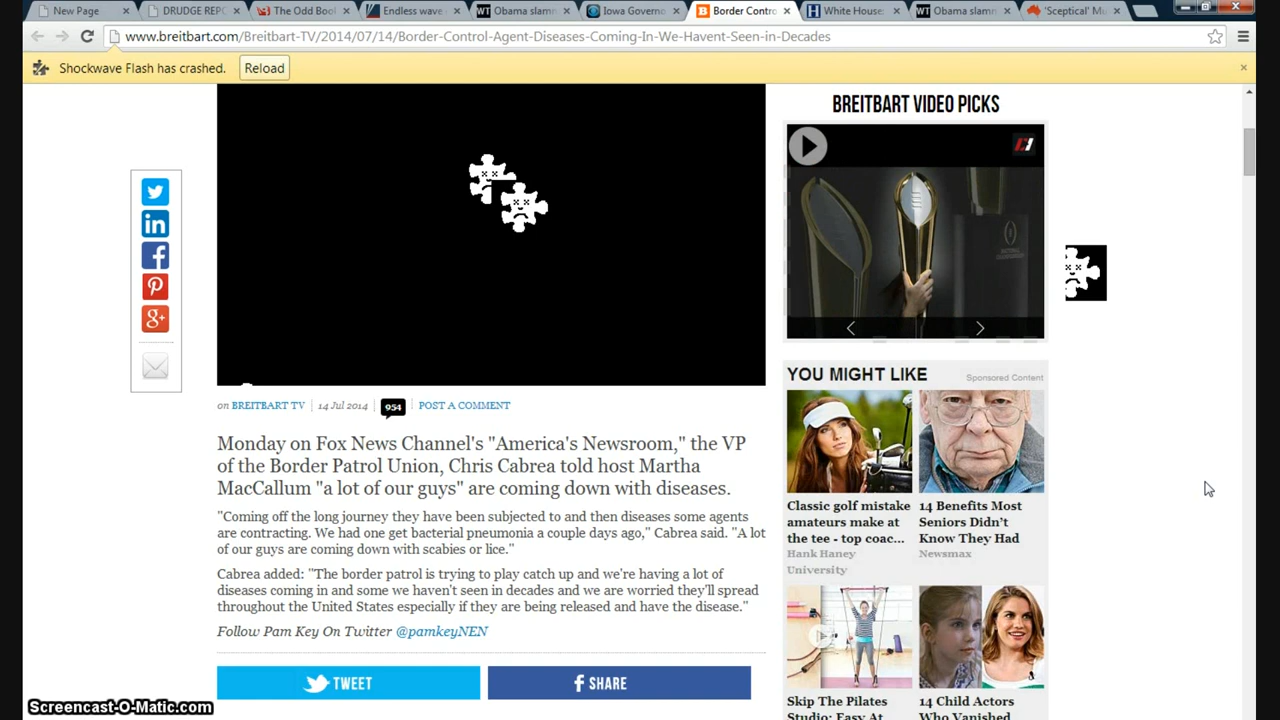 New Page
DRUDGE REPO
The Odd Bool
Endless wave
Obama slamn
Iowa Governo
Border Contro
White House:
Obama slamn
'Sceptical' Mu
www.breitbart.com/Breitbart-TV/2014/07/14/Border-Control-Agent-Diseases-Coming-In-We-Havent-Seen-in-Decades
Shockwave Flash has crashed. Reload
BREITBART VIDEO PICKS
YOU MIGHT LIKE Sponsored Content
on BREITBART TV | 14 Jul 2014 | 954 | POST A COMMENT
Monday on Fox News Channel's "America's Newsroom," the VP
of the Border Patrol Union, Chris Cabrea told host Martha
MacCallum "a lot of our guys" are coming down with diseases.
"Coming off the long journey they have been subjected to and then diseases some agents
are contracting. We had one get bacterial pneumonia a couple days ago," Cabrea said. "A lot
of our guys are coming down with scabies or lice."
Cabrea added: "The border patrol is trying to play catch up and we're having a lot of
diseases coming in and some we haven't seen in decades and we are worried they'll spread
throughout the United States especially if they are being released and have the disease."
Follow Pam Key On Twitter @pamkeyNEN
TWEET
SHARE
Classic golf mistake
amateurs make at
the tee - top coac...
Hank Haney
University
14 Benefits Most
Seniors Didn't
Know They Had
Newsmax
Skip The Pilates
Studio: Easy At
14 Child Actors
Who Vanished
Screencast-O-Matic.com